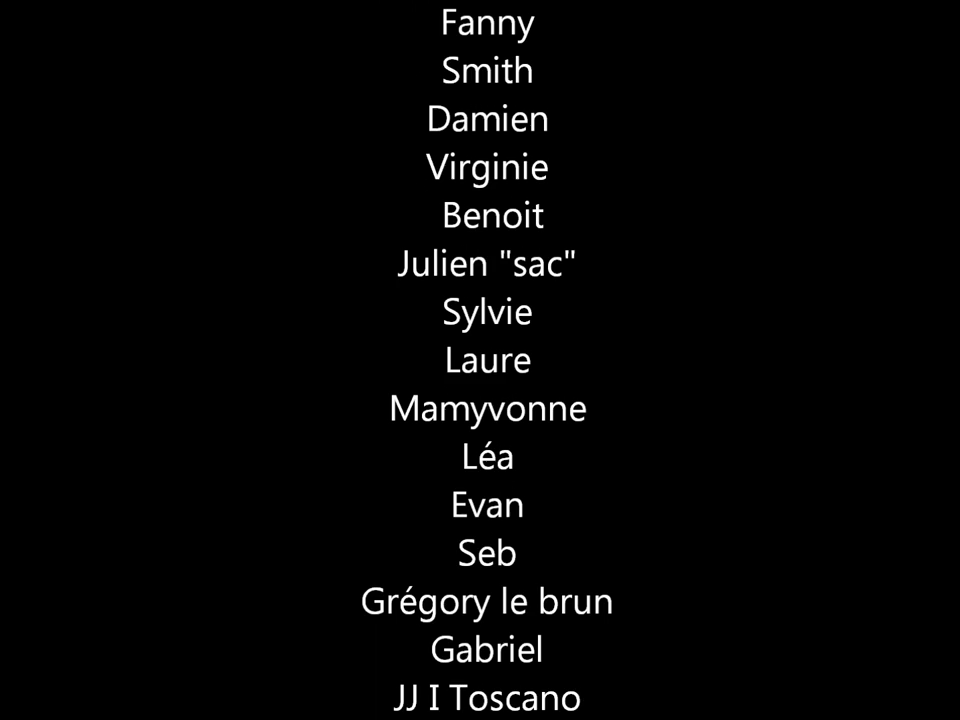 Fanny
Smith
Damien
Virginie
Benoit
Julien "sac"
Sylvie
Laure
Mamyvonne
Léa
Evan
Seb
Grégory le brun
Gabriel
JJ I Toscano